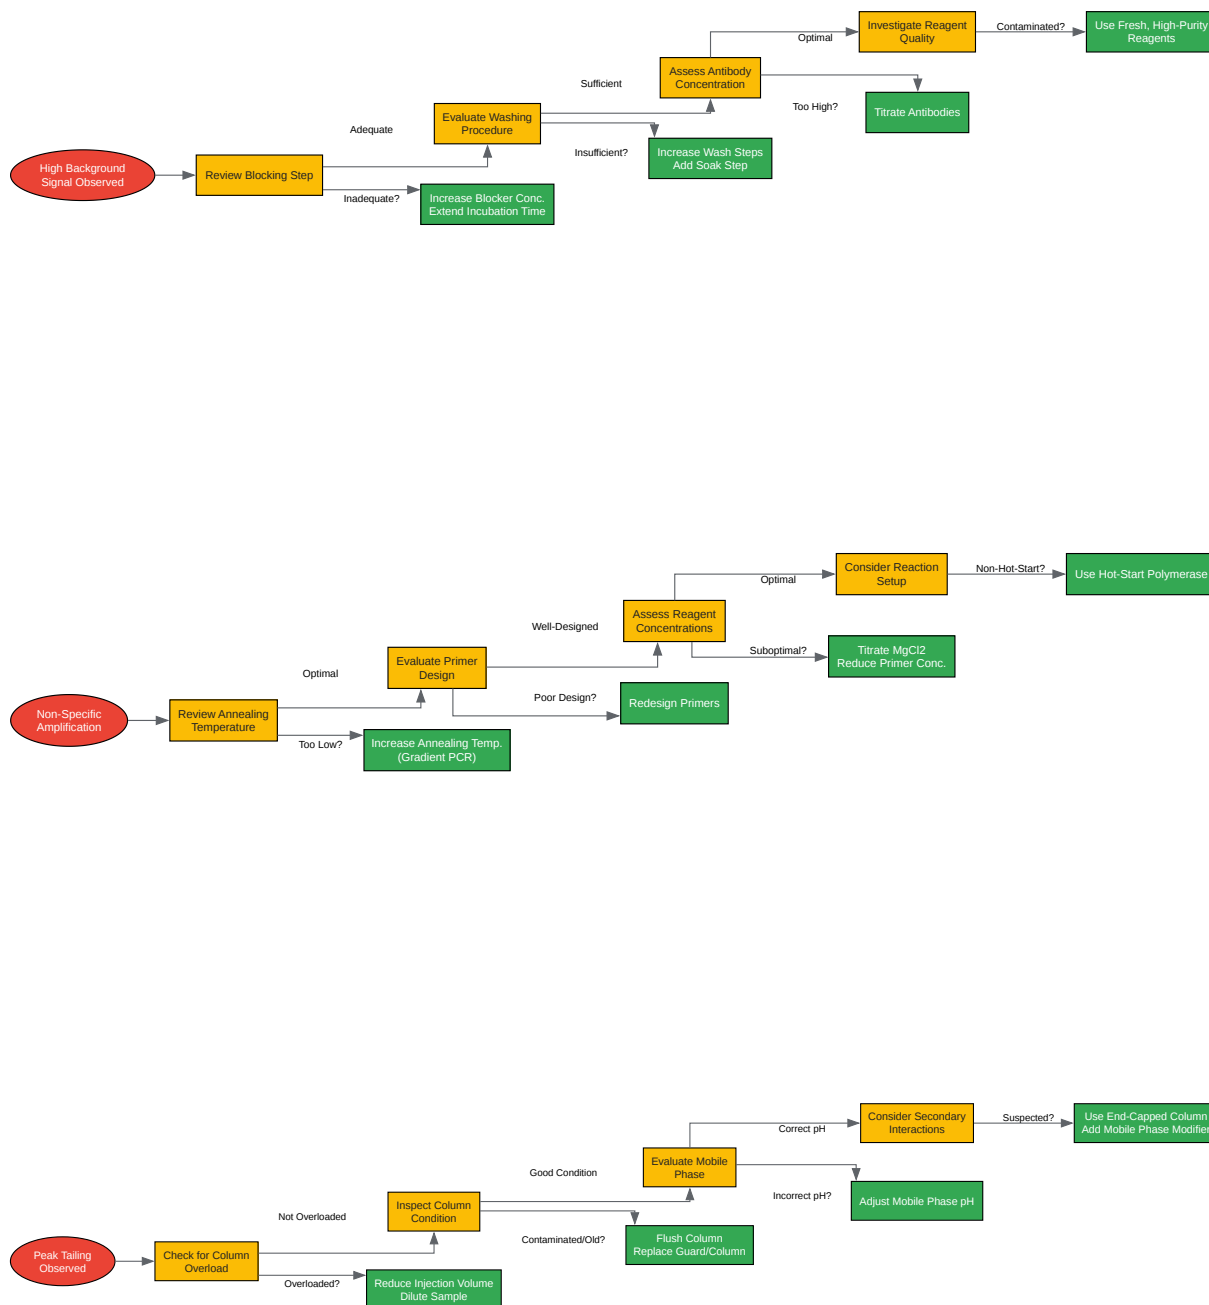 High Background
Signal Observed
Review Blocking Step
Adequate
Inadequate?
Increase Blocker Conc.
Extend Incubation Time
Evaluate Washing
Procedure
Sufficient
Insufficient?
Increase Wash Steps
Add Soak Step
Assess Antibody
Concentration
Optimal
Too High?
Titrate Antibodies
Investigate Reagent
Quality
Contaminated?
Use Fresh, High-Purity
Reagents
Non-Specific
Amplification
Review Annealing
Temperature
Optimal
Too Low?
Increase Annealing Temp.
(Gradient PCR)
Evaluate Primer
Design
Well-Designed
Poor Design?
Redesign Primers
Assess Reagent
Concentrations
Optimal
Suboptimal?
Titrate MgCl2
Reduce Primer Conc.
Consider Reaction
Setup
Non-Hot-Start?
Use Hot-Start Polymerase
Peak Tailing
Observed
Check for Column
Overload
Not Overloaded
Overloaded?
Reduce Injection Volume
Dilute Sample
Inspect Column
Condition
Good Condition
Contaminated/Old?
Flush Column
Replace Guard/Column
Evaluate Mobile
Phase
Correct pH
Incorrect pH?
Adjust Mobile Phase pH
Consider Secondary
Interactions
Suspected?
Use End-Capped Column
Add Mobile Phase Modifier